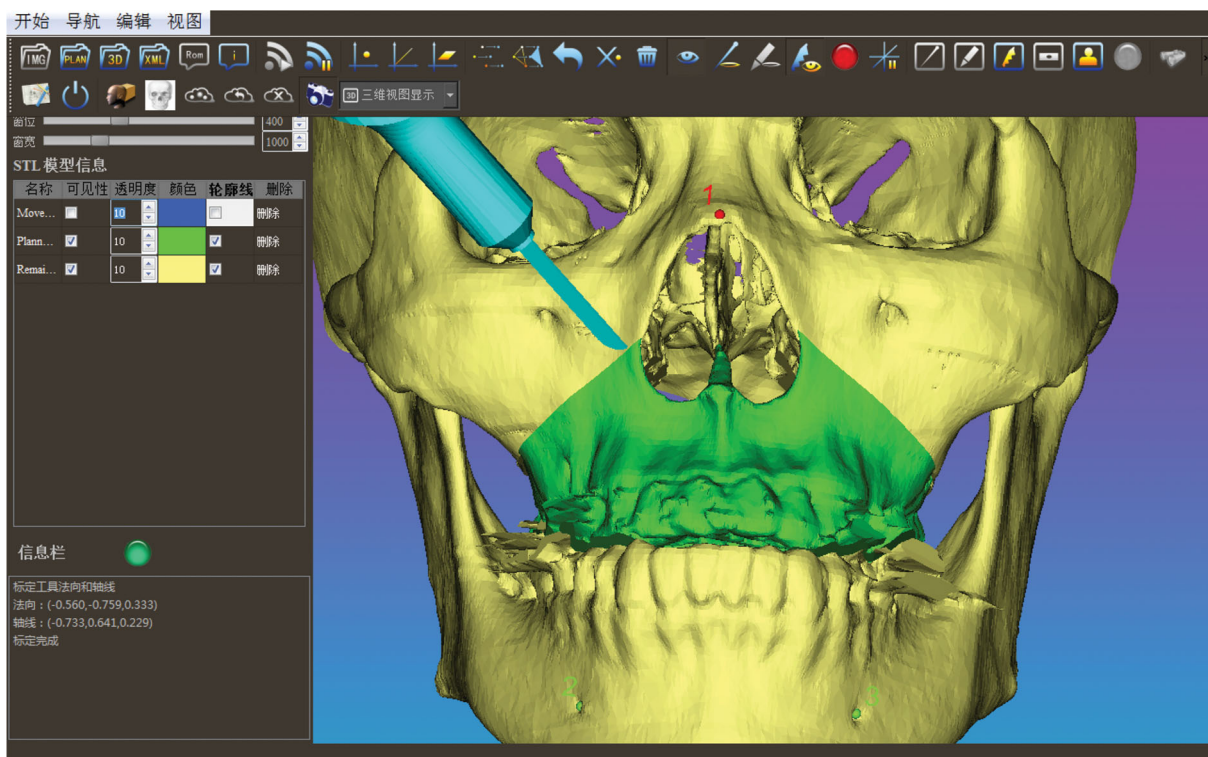 开始 导航 编辑 视图
IMG PLAN 3D XML Rom i
3D 三维视图显示
窗位 400
窗宽 1000
STL 模型信息
名称 可见性 透明度 颜色 轮廓线 删除
Move... 10 删除
Plann... 10 删除
Remai... 10 删除
信息栏
标定工具法向和轴线
法向：(-0.560,-0.759,0.333)
轴线：(-0.733,0.641,0.229)
标定完成
1
2
3